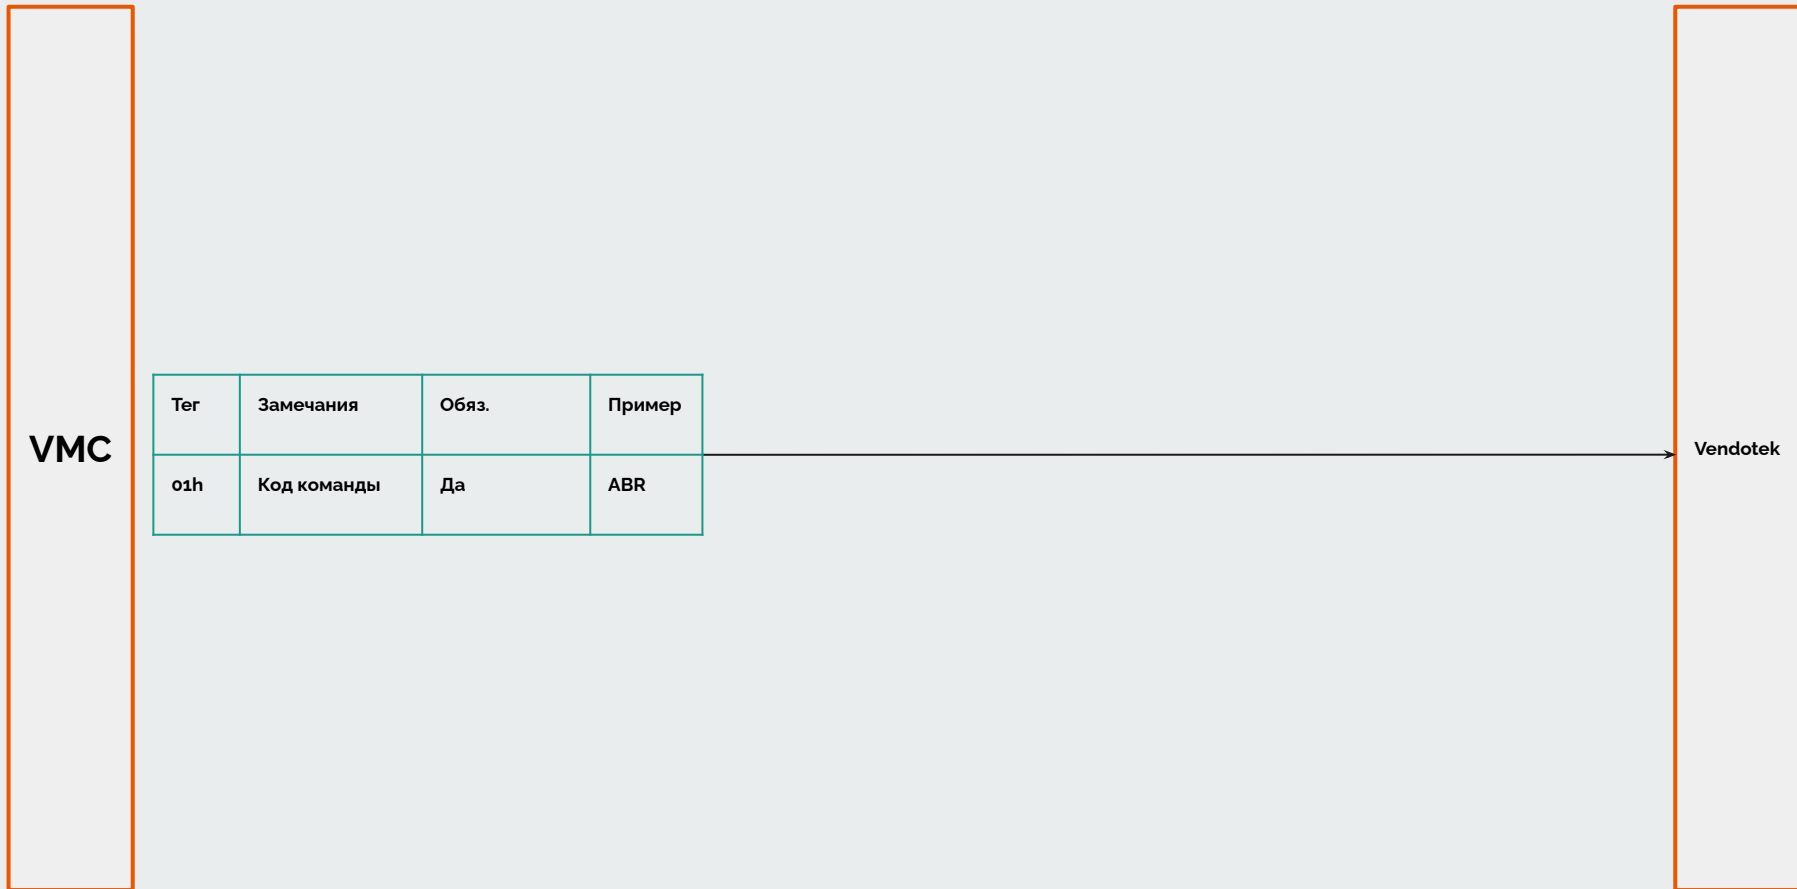 VMC
Тег Замечания Обяз. Пример
01h Код команды Да ABR
Vendotek